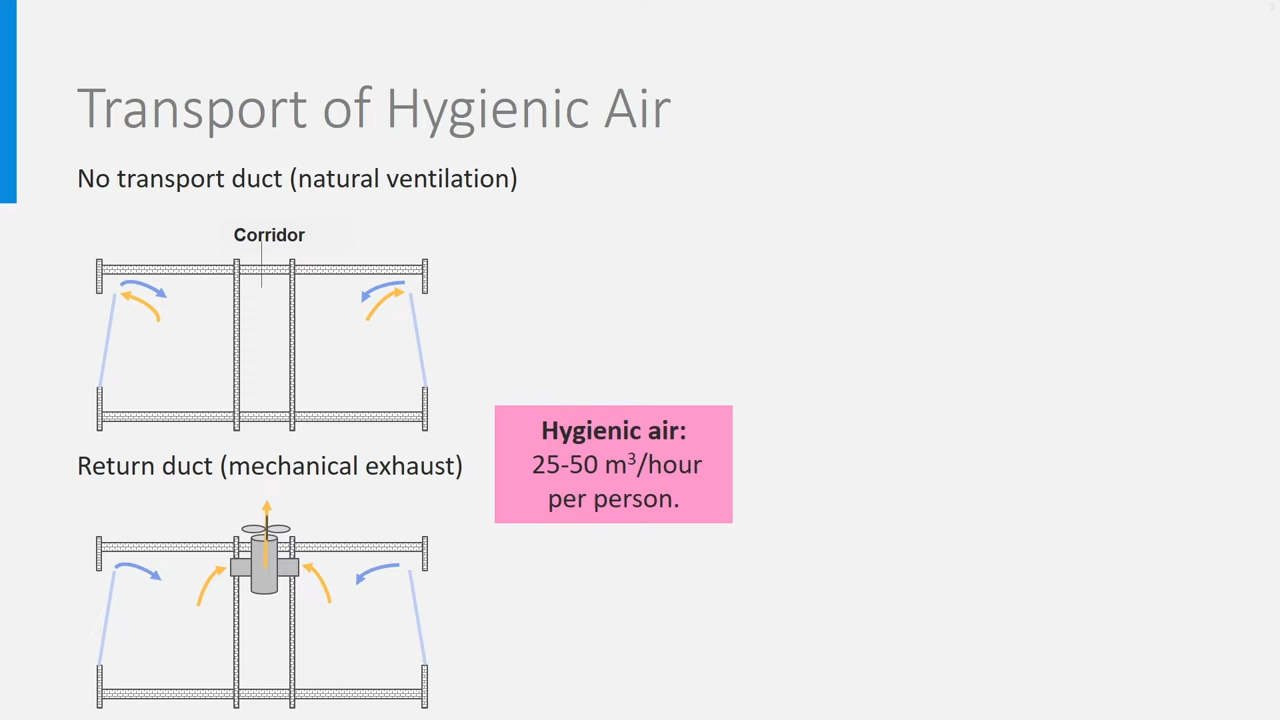 Transport of Hygienic Air
No transport duct (natural ventilation)
Corridor
Return duct (mechanical exhaust)
Hygienic air:
25-50 m³/hour
per person.